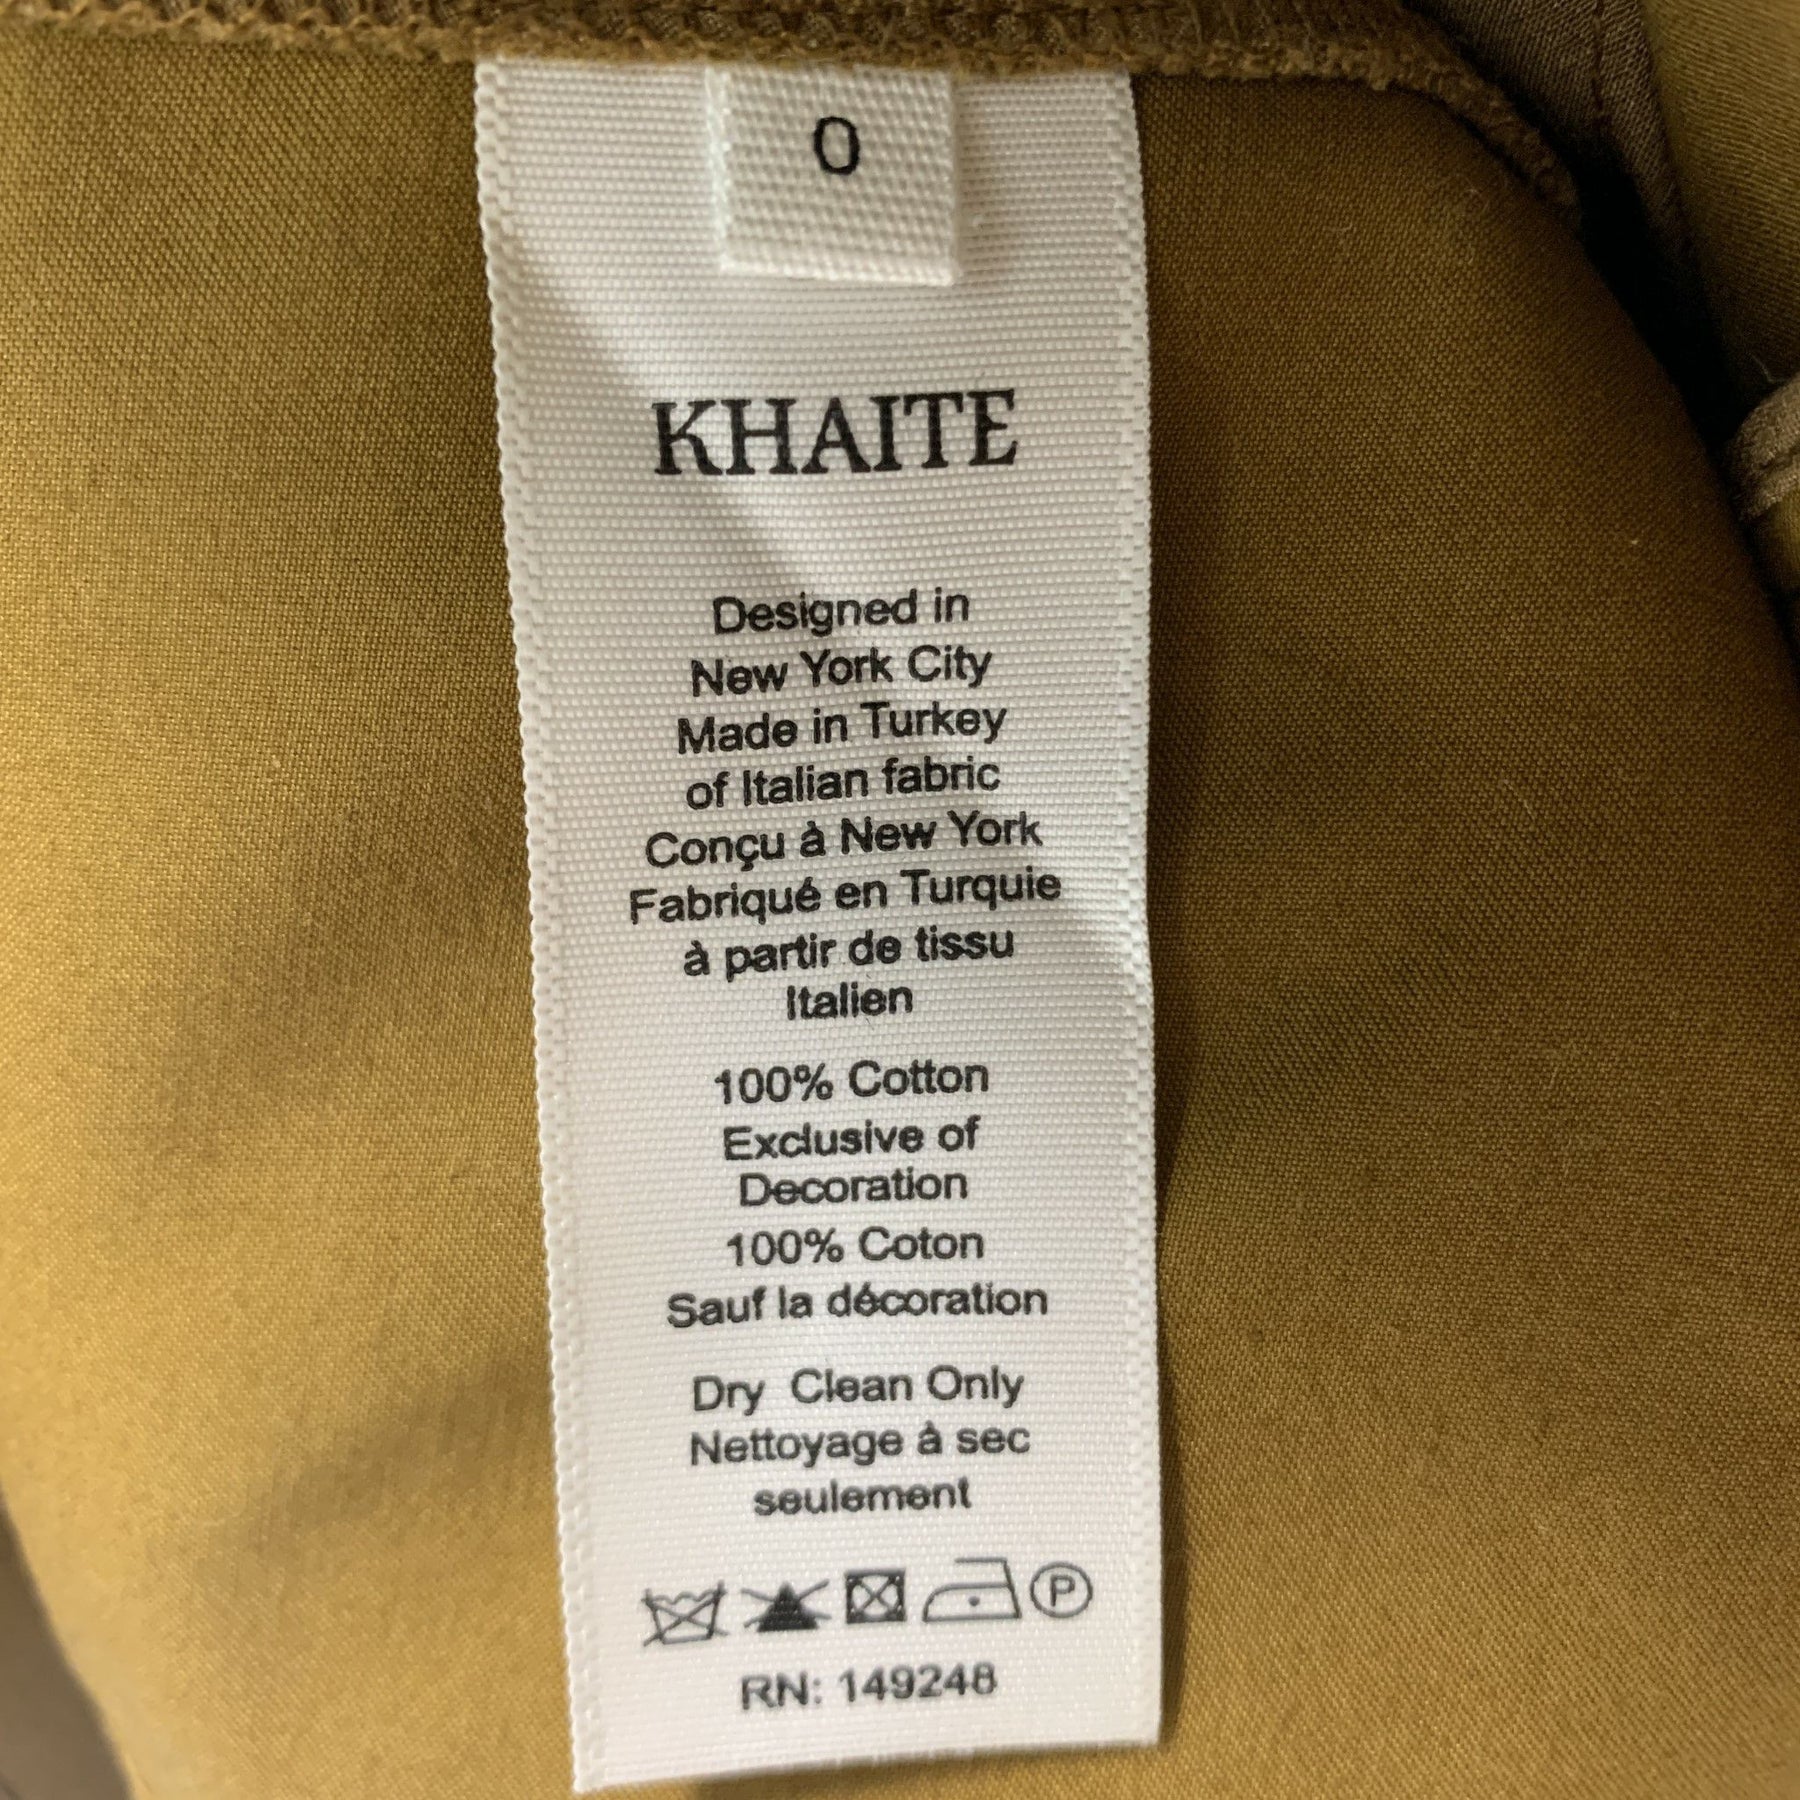 0
KHAITE
Designed in
New York City
Made in Turkey
of Italian fabric
Conçu à New York
Fabriqué en Turquie
à partir de tissu
Italien
100% Cotton
Exclusive of
Decoration
100% Coton
Sauf la décoration
Dry Clean Only
Nettoyage à sec
seulement
P
RN: 149248